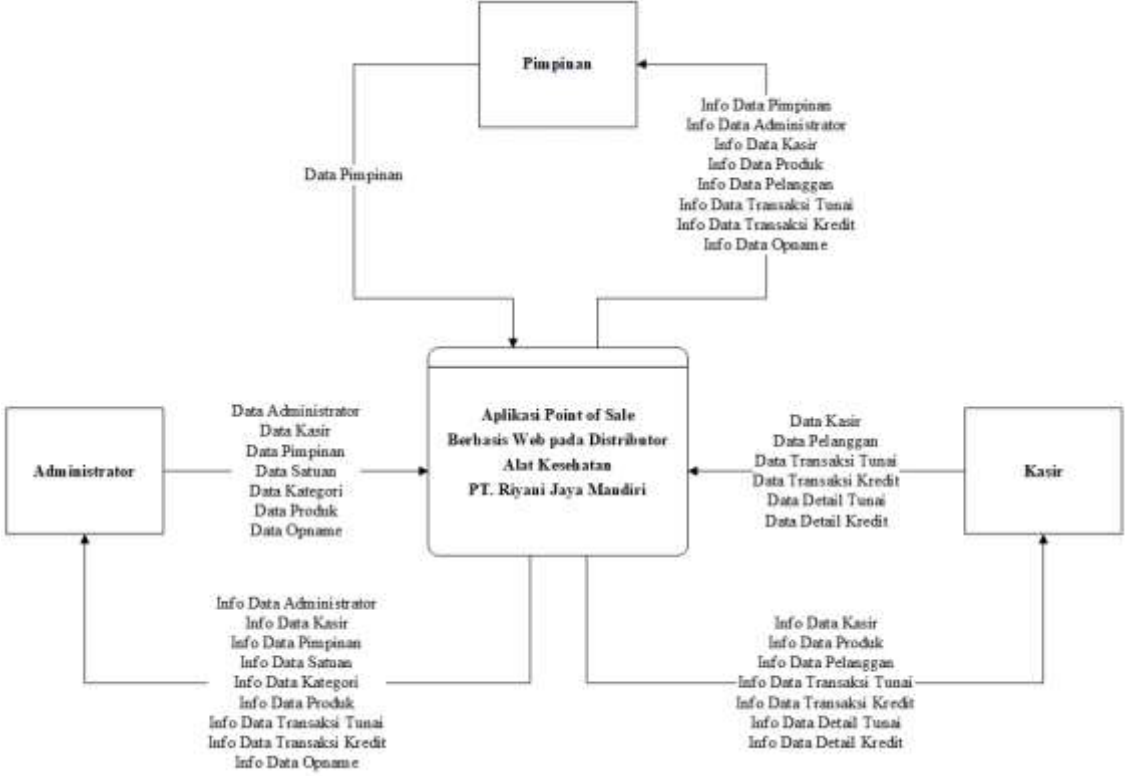 Pimpinan
Info Data Pimpinan
Info Data Administrator
Info Data Kasir
Info Data Produk
Info Data Pelanggan
Info Data Transaksi Tunai
Info Data Transaksi Kredit
Info Data Opname
Data Pimpinan
Aplikasi Point of Sale
Berbasis Web pada Distributor
Alat Kesehatan
PT. Riyani Jaya Mandiri
Administrator
Data Administrator
Data Kasir
Data Pimpinan
Data Satuan
Data Kategori
Data Produk
Data Opname
Data Kasir
Data Pelanggan
Data Transaksi Tunai
Data Transaksi Kredit
Data Detail Tunai
Data Detail Kredit
Kasir
Info Data Administrator
Info Data Kasir
Info Data Pimpinan
Info Data Satuan
Info Data Kategori
Info Data Produk
Info Data Transaksi Tunai
Info Data Transaksi Kredit
Info Data Opname
Info Data Kasir
Info Data Produk
Info Data Pelanggan
Info Data Transaksi Tunai
Info Data Transaksi Kredit
Info Data Detail Tunai
Info Data Detail Kredit